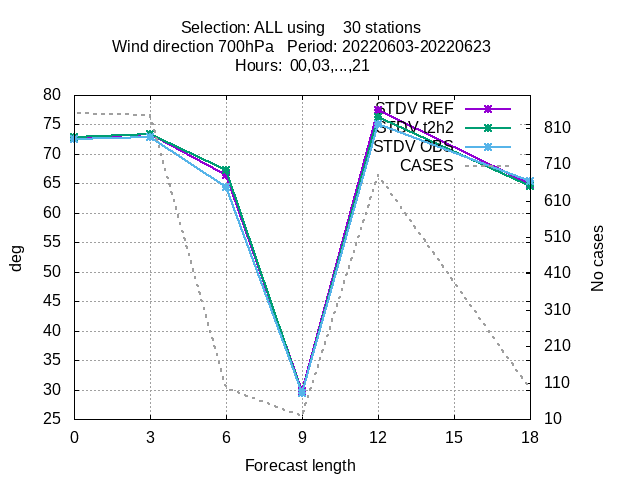 Selection: ALL using    30 stations
Wind direction 700hPa   Period: 20220603-20220623
Hours:  00,03,...,21
STDV REF
STDV t2h2
STDV OBS
CASES
80
75
70
65
60
55
50
45
40
35
30
25
deg
810
710
610
510
410
310
210
110
10
No cases
0 3 6 9 12 15 18
Forecast length